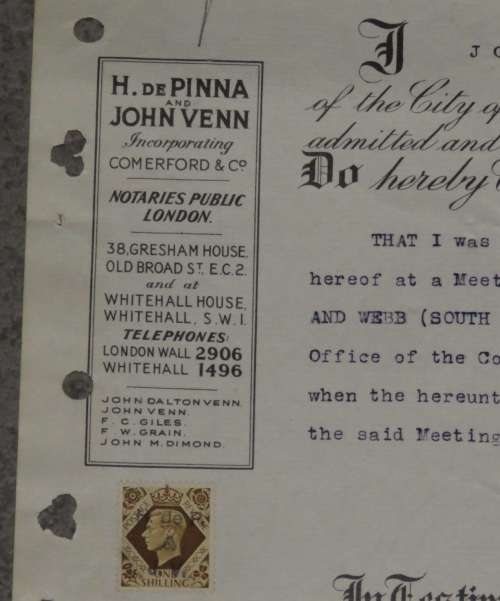 H. DE PINNA
AND
JOHN VENN
Incorporating
COMERFORD & Co.
NOTARIES PUBLIC
LONDON.
38, GRESHAM HOUSE,
OLD BROAD ST, E.C.2.
and at
WHITEHALL HOUSE,
WHITEHALL, S.W.1.
TELEPHONES:
LONDON WALL 2906
WHITEHALL 1496
JOHN DALTON VENN.
JOHN VENN.
F. C. GILES.
F. W. GRAIN.
JOHN M. DIMOND.
ONE
SHILLING
I J O
of the City of
admitted and
Do hereby
THAT I was
hereof at a Meet
AND WEBB (SOUTH
Office of the Co
when the hereunt
the said Meeting
In Testim